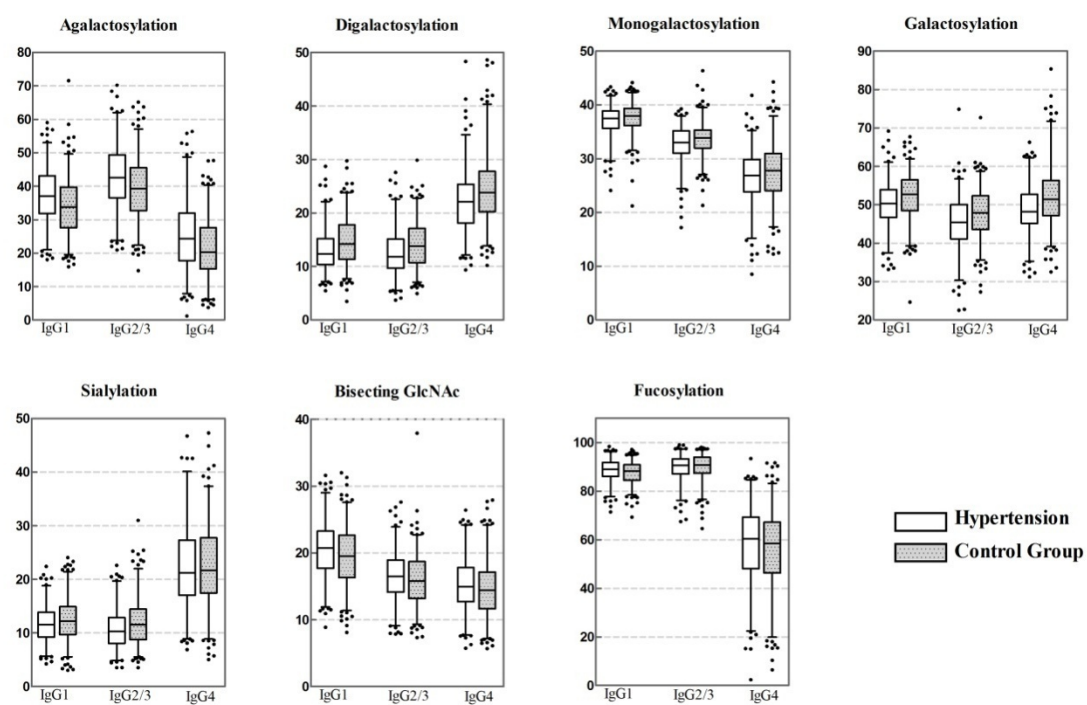 Agalactosylation
Digalactosylation
Monogalactosylation
Galactosylation
80
70
60
50
40
30
20
10
0
IgG1 IgG2/3 IgG4
50
40
30
20
10
0
IgG1 IgG2/3 IgG4
50
40
30
20
10
0
IgG1 IgG2/3 IgG4
90
80
70
60
50
40
30
20
IgG1 IgG2/3 IgG4
Sialylation
Bisecting GlcNAc
Fucosylation
50
40
30
20
10
0
IgG1 IgG2/3 IgG4
40
30
20
10
0
IgG1 IgG2/3 IgG4
100
80
60
40
20
0
IgG1 IgG2/3 IgG4
Hypertension
Control Group